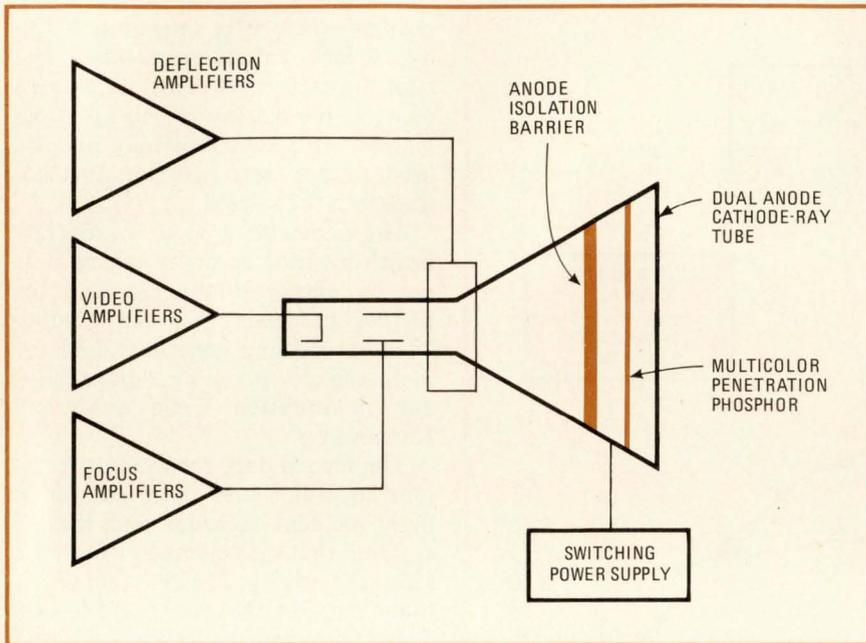 DEFLECTION
AMPLIFIERS
ANODE
ISOLATION
BARRIER
DUAL ANODE
CATHODE-RAY
TUBE
VIDEO
AMPLIFIERS
MULTICOLOR
PENETRATION
PHOSPHOR
FOCUS
AMPLIFIERS
SWITCHING
POWER SUPPLY